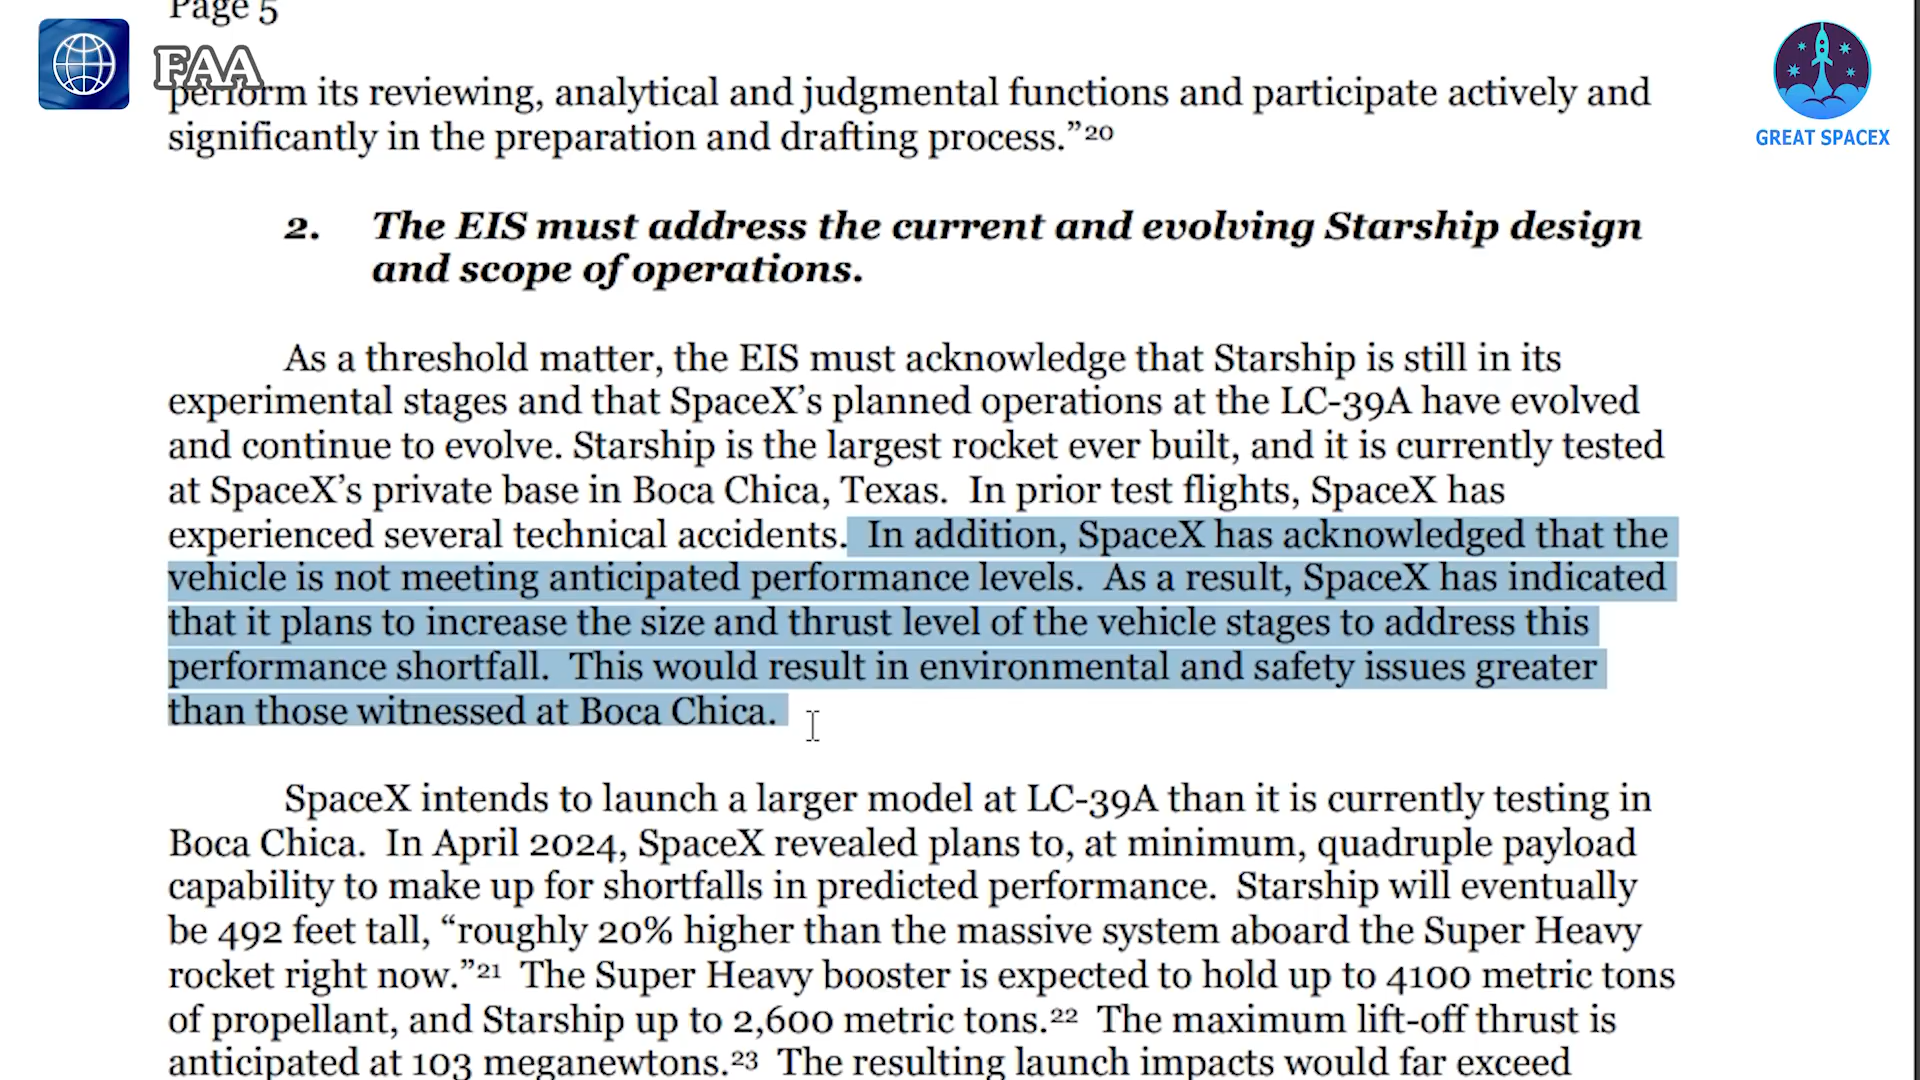 Page 5
FAA
GREAT SPACEX
perform its reviewing, analytical and judgmental functions and participate actively and
significantly in the preparation and drafting process.”20
2. The EIS must address the current and evolving Starship design
and scope of operations.
As a threshold matter, the EIS must acknowledge that Starship is still in its
experimental stages and that SpaceX’s planned operations at the LC-39A have evolved
and continue to evolve. Starship is the largest rocket ever built, and it is currently tested
at SpaceX’s private base in Boca Chica, Texas.  In prior test flights, SpaceX has
experienced several technical accidents.  In addition, SpaceX has acknowledged that the
vehicle is not meeting anticipated performance levels.  As a result, SpaceX has indicated
that it plans to increase the size and thrust level of the vehicle stages to address this
performance shortfall.  This would result in environmental and safety issues greater
than those witnessed at Boca Chica.
SpaceX intends to launch a larger model at LC-39A than it is currently testing in
Boca Chica.  In April 2024, SpaceX revealed plans to, at minimum, quadruple payload
capability to make up for shortfalls in predicted performance.  Starship will eventually
be 492 feet tall, “roughly 20% higher than the massive system aboard the Super Heavy
rocket right now.”21  The Super Heavy booster is expected to hold up to 4100 metric tons
of propellant, and Starship up to 2,600 metric tons.22  The maximum lift-off thrust is
anticipated at 103 meganewtons.23  The resulting launch impacts would far exceed